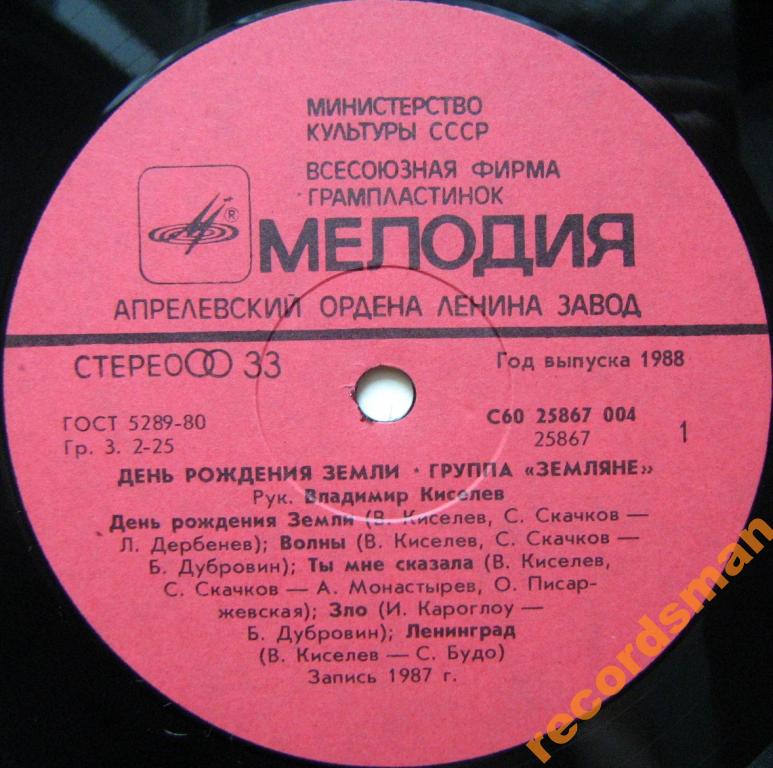 МИНИСТЕРСТВО
КУЛЬТУРЫ СССР
ВСЕСОЮЗНАЯ ФИРМА
ГРАМПЛАСТИНОК
®
МЕЛОДИЯ
АПРЕЛЕВСКИЙ ОРДЕНА ЛЕНИНА ЗАВОД
СТЕРЕО 33
Год выпуска 1988
ГОСТ 5289-80
Гр. 3. 2-25
С60 25867 004
25867
1
ДЕНЬ РОЖДЕНИЯ ЗЕМЛИ · ГРУППА «ЗЕМЛЯНЕ»
Рук. Владимир Киселев
День рождения Земли (В. Киселев, С. Скачков —
Л. Дербенев); Волны (В. Киселев, С. Скачков —
Б. Дубровин); Ты мне сказала (В. Киселев,
С. Скачков — А. Монастырев, О. Писар-
жевская); Зло (И. Кароглоу —
Б. Дубровин); Ленинград
(В. Киселев — С. Будо)
Запись 1987 г.
recordsman